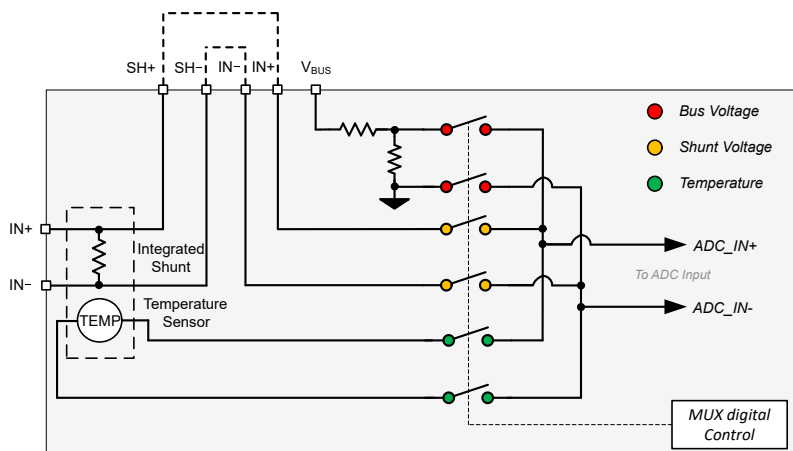 SH+ SH− IN− IN+ VBUS
Bus Voltage
Shunt Voltage
Temperature
IN+
Integrated
Shunt
IN−
ADC_IN+
To ADC Input
ADC_IN-
Temperature
Sensor
TEMP
MUX digital
Control